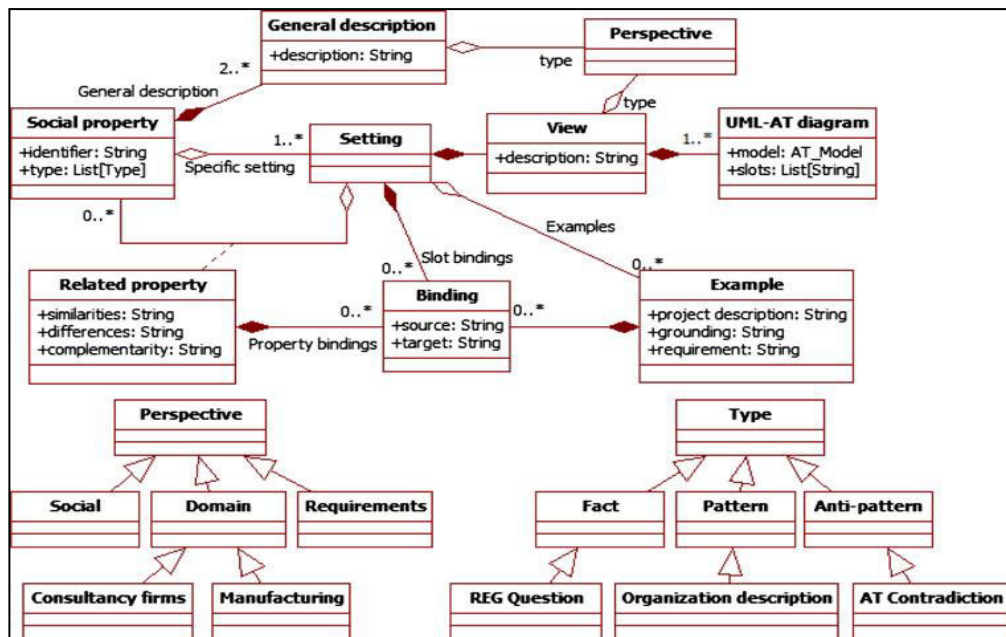 General description
+description: String
Perspective
type
2..*
General description
type
Social property
+identifier: String
+type: List[Type]
1..*
Specific setting
Setting
View
+description: String
1..*
UML-AT diagram
+model: AT_Model
+slots: List[String]
0..*
Examples
Slot bindings
0..*
0..*
Related property
+similarities: String
+differences: String
+complementarity: String
0..*
Property bindings
Binding
+source: String
+target: String
0..*
Example
+project description: String
+grounding: String
+requirement: String
Perspective
Type
Social
Domain
Requirements
Fact
Pattern
Anti-pattern
Consultancy firms
Manufacturing
REG Question
Organization description
AT Contradiction